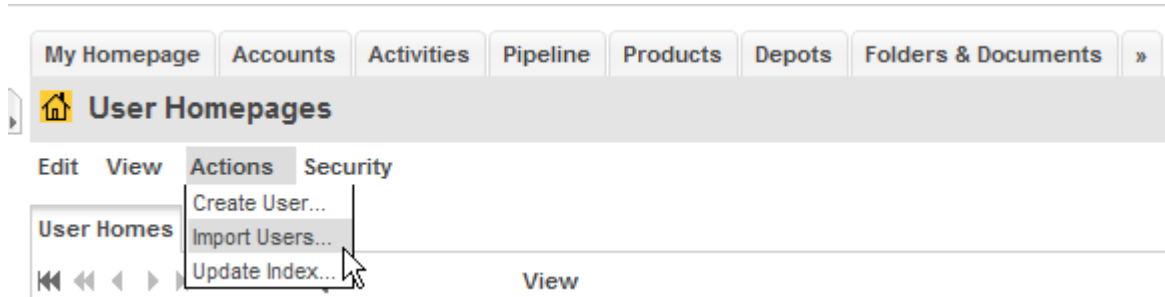 My Homepage Accounts Activities Pipeline Products Depots Folders & Documents »
User Homepages
Edit View Actions Security
Create User...
User Homes Import Users...
Update Index... View